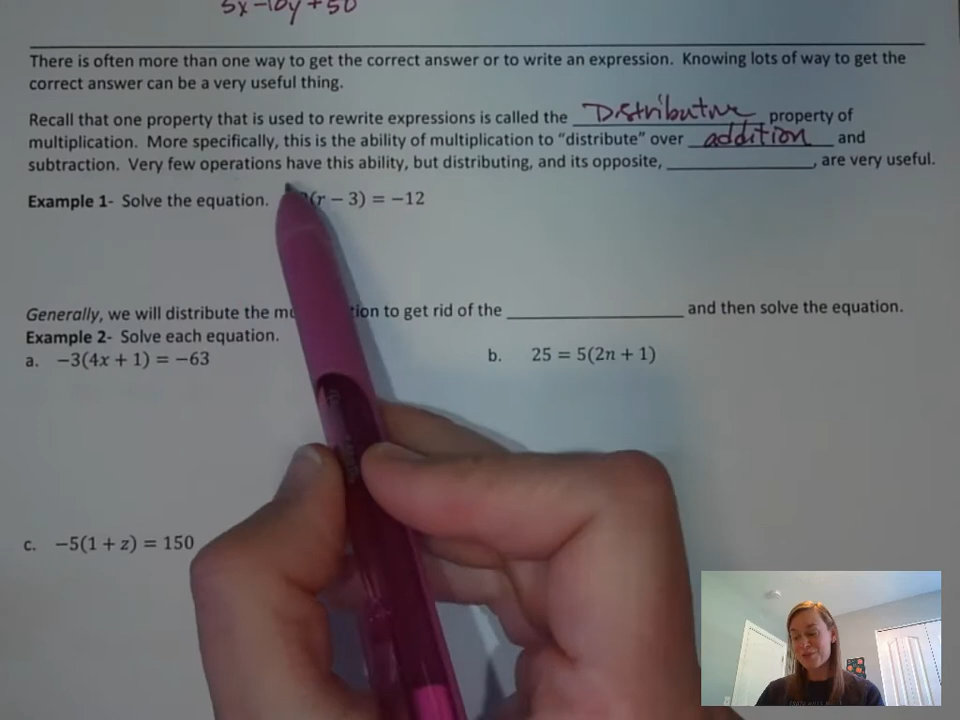 5x-10y+50
There is often more than one way to get the correct answer or to write an expression. Knowing lots of way to get the
correct answer can be a very useful thing.
Recall that one property that is used to rewrite expressions is called the Distributive property of
multiplication. More specifically, this is the ability of multiplication to "distribute" over addition and
subtraction. Very few operations have this ability, but distributing, and its opposite, ____________, are very useful.
Example 1- Solve the equation. (r − 3) = −12
Generally, we will distribute the to get rid of the ____________ and then solve the equation.
Example 2- Solve each equation.
a. −3(4x + 1) = −63 b. 25 = 5(2n + 1)
c. −5(1 + z) = 150